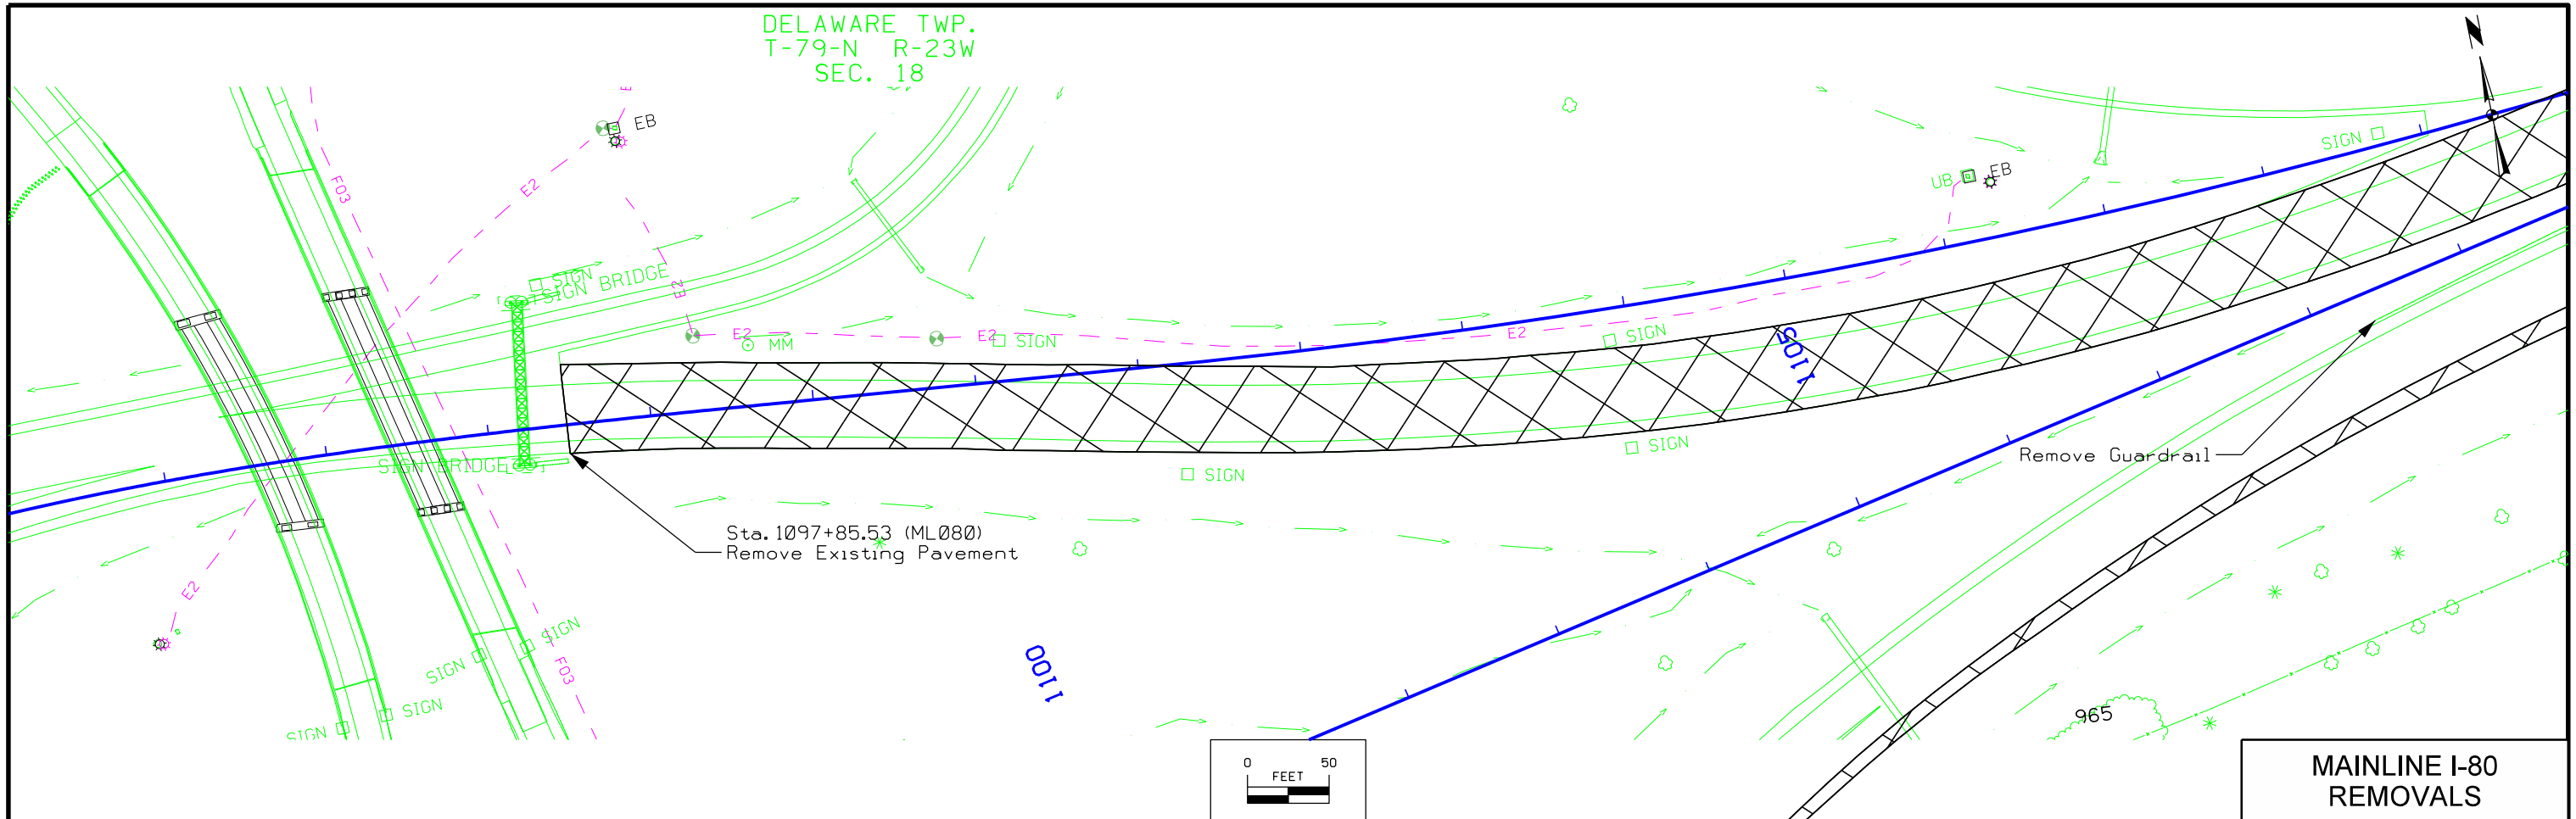 DELAWARE TWP.
T-79-N R-23W
SEC. 18
N
E
EB
E2
F03
SIGN
SIGN BRIDGE
E2
E2
MM
E2
SIGN
E2
SIGN
UB
EB
SIGN
1105
SIGN BRIDGE
SIGN
SIGN
Remove Guardrail
Sta. 1097+85.53 (ML080)
Remove Existing Pavement
E2
SIGN
SIGN
F03
SIGN
SIGN
1100
965
0 50
FEET
MAINLINE I-80
REMOVALS